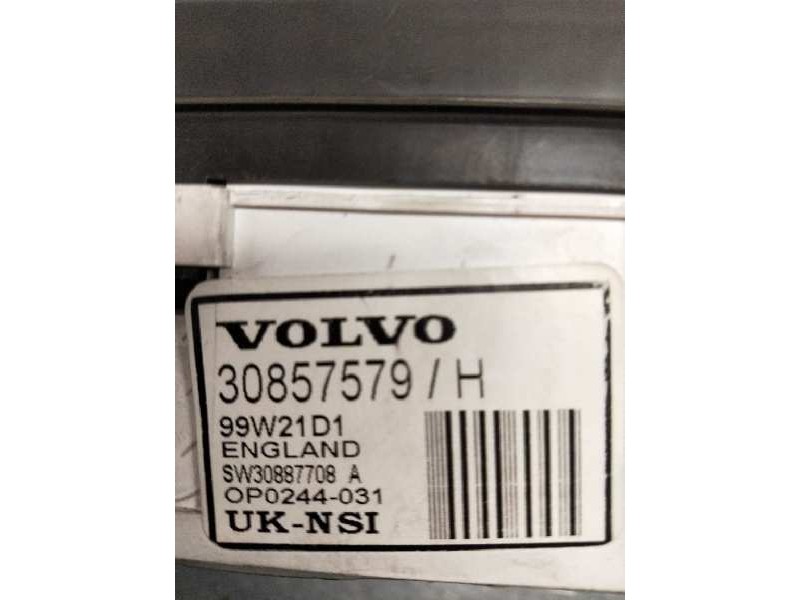 VOLVO
30857579 / H
99W21D1
ENGLAND
SW30887708 A
OP0244-031
UK-NSI